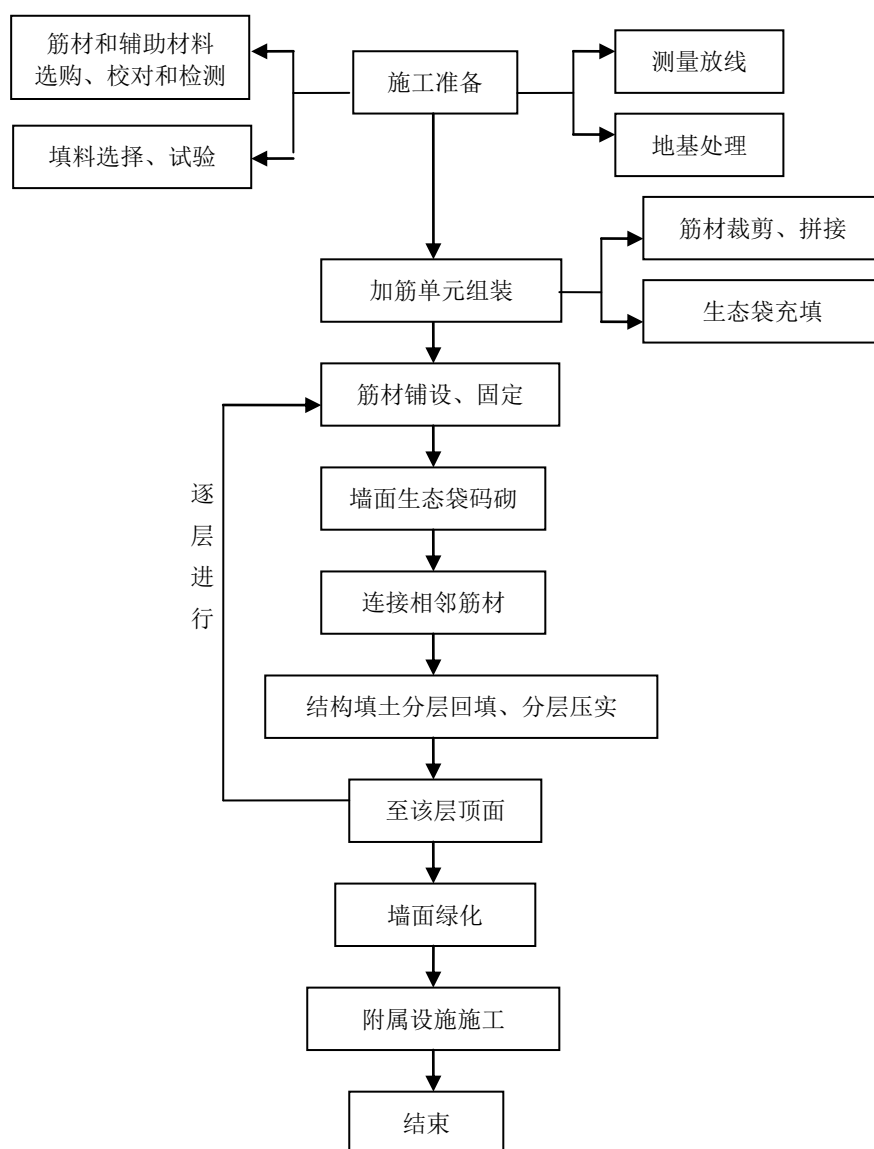 筋材和辅助材料
选购、校对和检测
施工准备
测量放线
填料选择、试验
地基处理
筋材裁剪、拼接
加筋单元组装
生态袋充填
筋材铺设、固定
逐
层
进
行
墙面生态袋码砌
连接相邻筋材
结构填土分层回填、分层压实
至该层顶面
墙面绿化
附属设施施工
结束